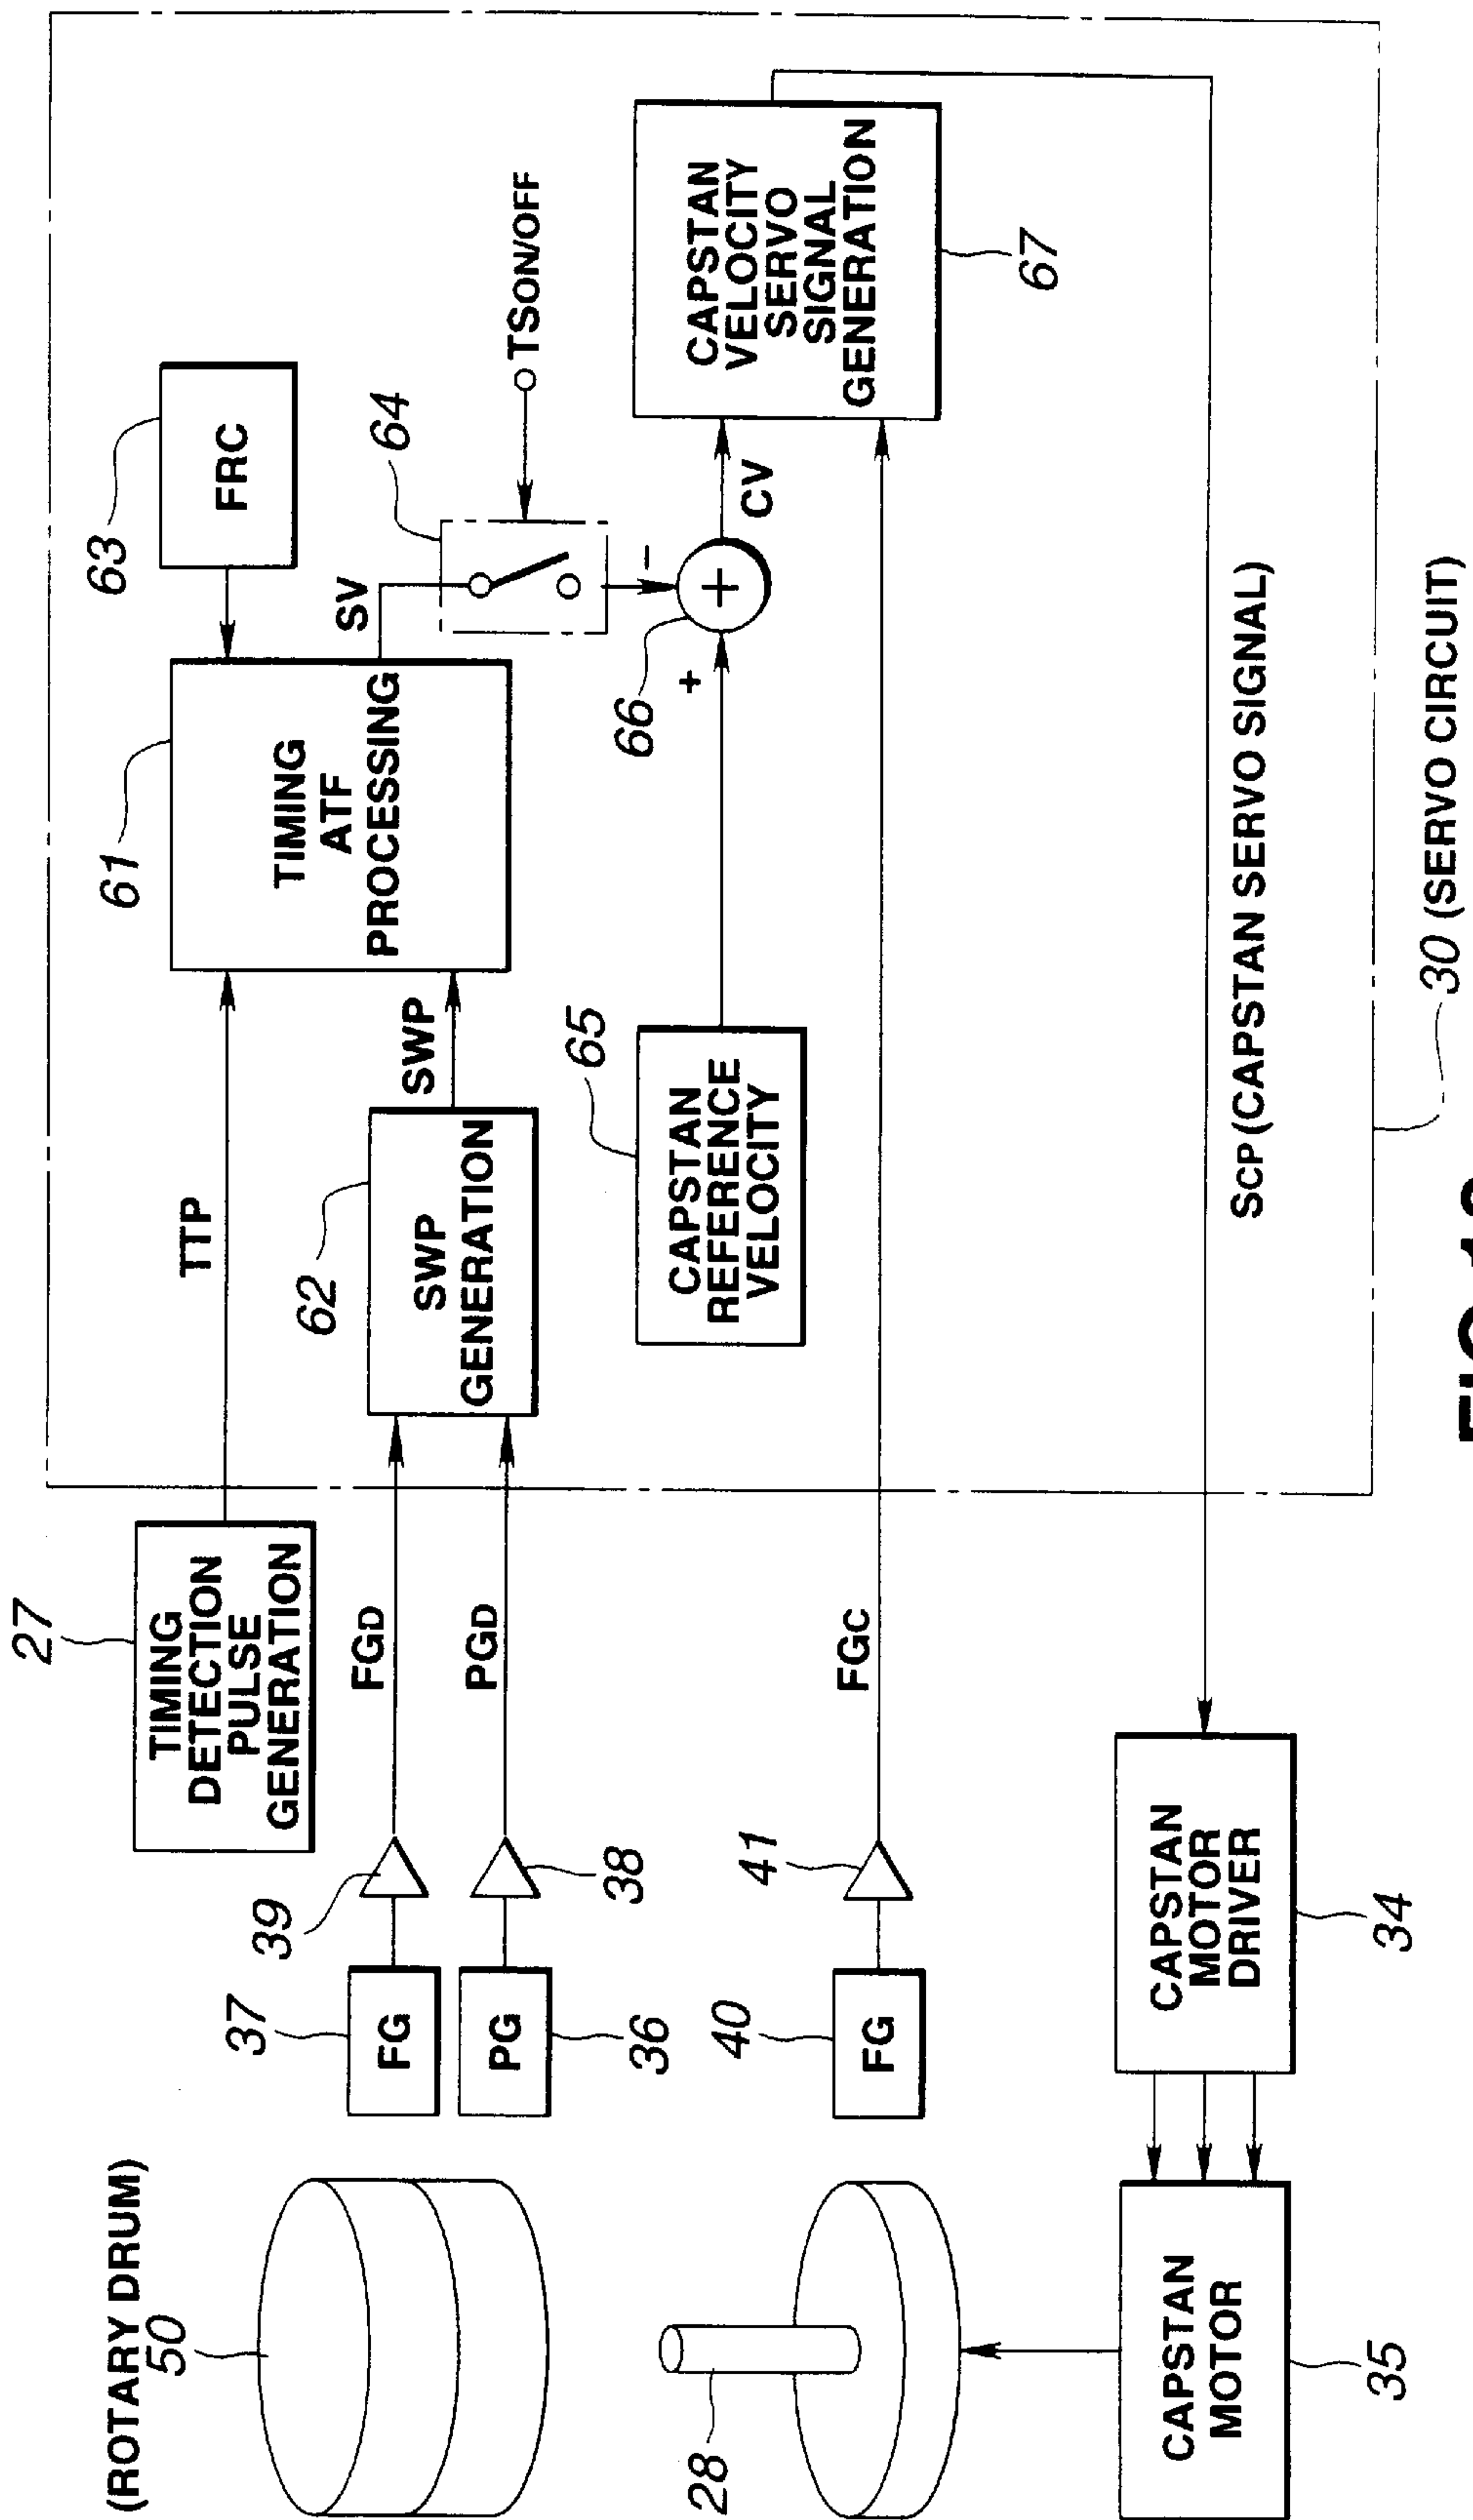 (ROTARY DRUM)
50
37
FG
39
FGD
27
TIMING
DETECTION
PULSE
GENERATION
TTP
62
SWP
GENERATION
SWP
61
TIMING
ATF
PROCESSING
63
FRC
SV
64
TSON/OFF
PG
36
38
PGD
65
CAPSTAN
REFERENCE
VELOCITY
+
-
66
+
CV
CAPSTAN
VELOCITY
SERVO
SIGNAL
GENERATION
67
28
40
FG
41
FGC
CAPSTAN
MOTOR
35
CAPSTAN
MOTOR
DRIVER
34
SCP (CAPSTAN SERVO SIGNAL)
30 (SERVO CIRCUIT)